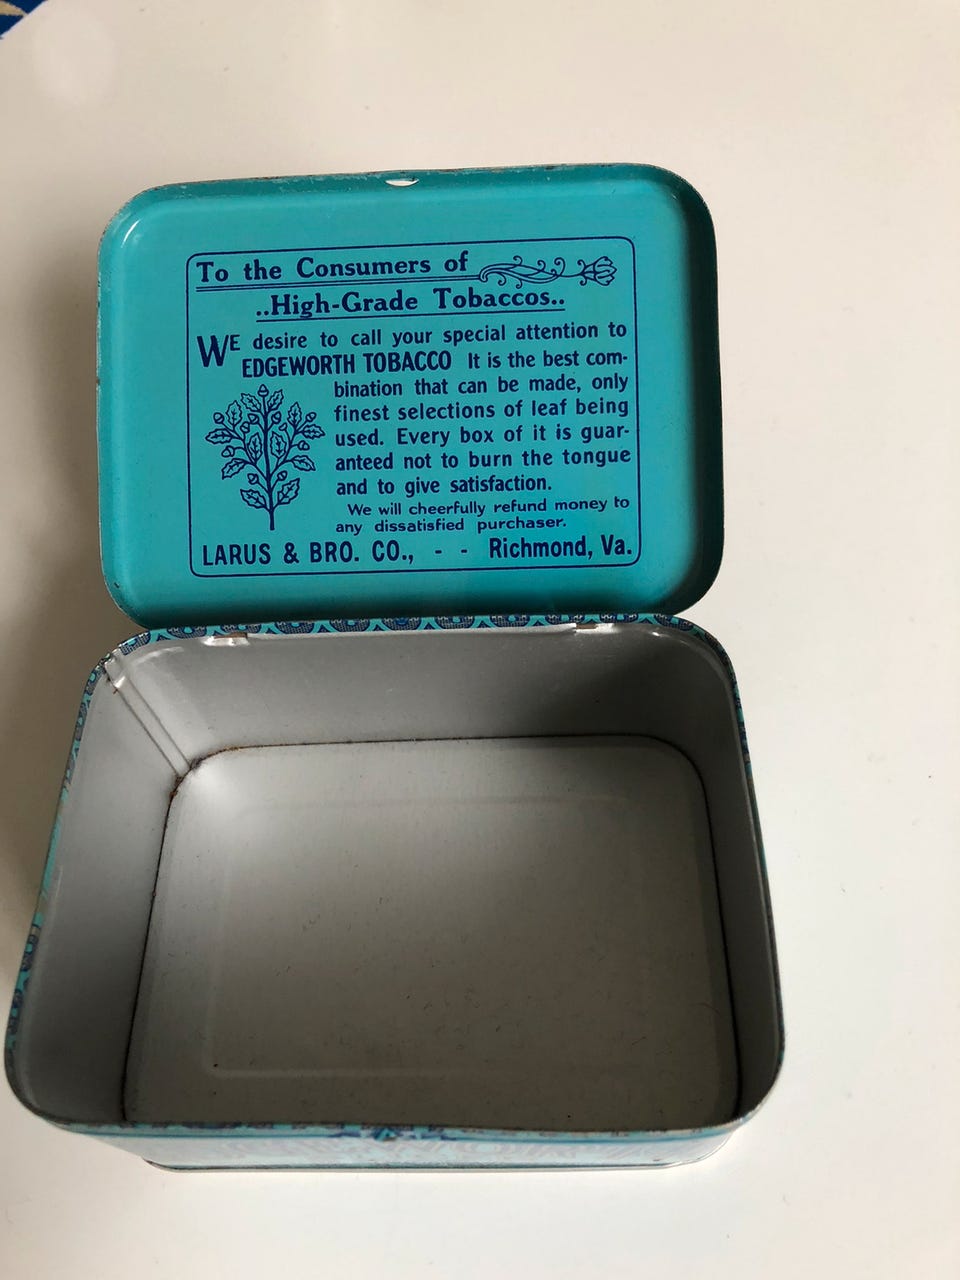 To the Consumers of
..High-Grade Tobaccos..
WE desire to call your special attention to
EDGEWORTH TOBACCO It is the best com-
bination that can be made, only
finest selections of leaf being
used. Every box of it is guar-
anteed not to burn the tongue
and to give satisfaction.
We will cheerfully refund money to
any dissatisfied purchaser.
LARUS & BRO. CO., - - Richmond, Va.